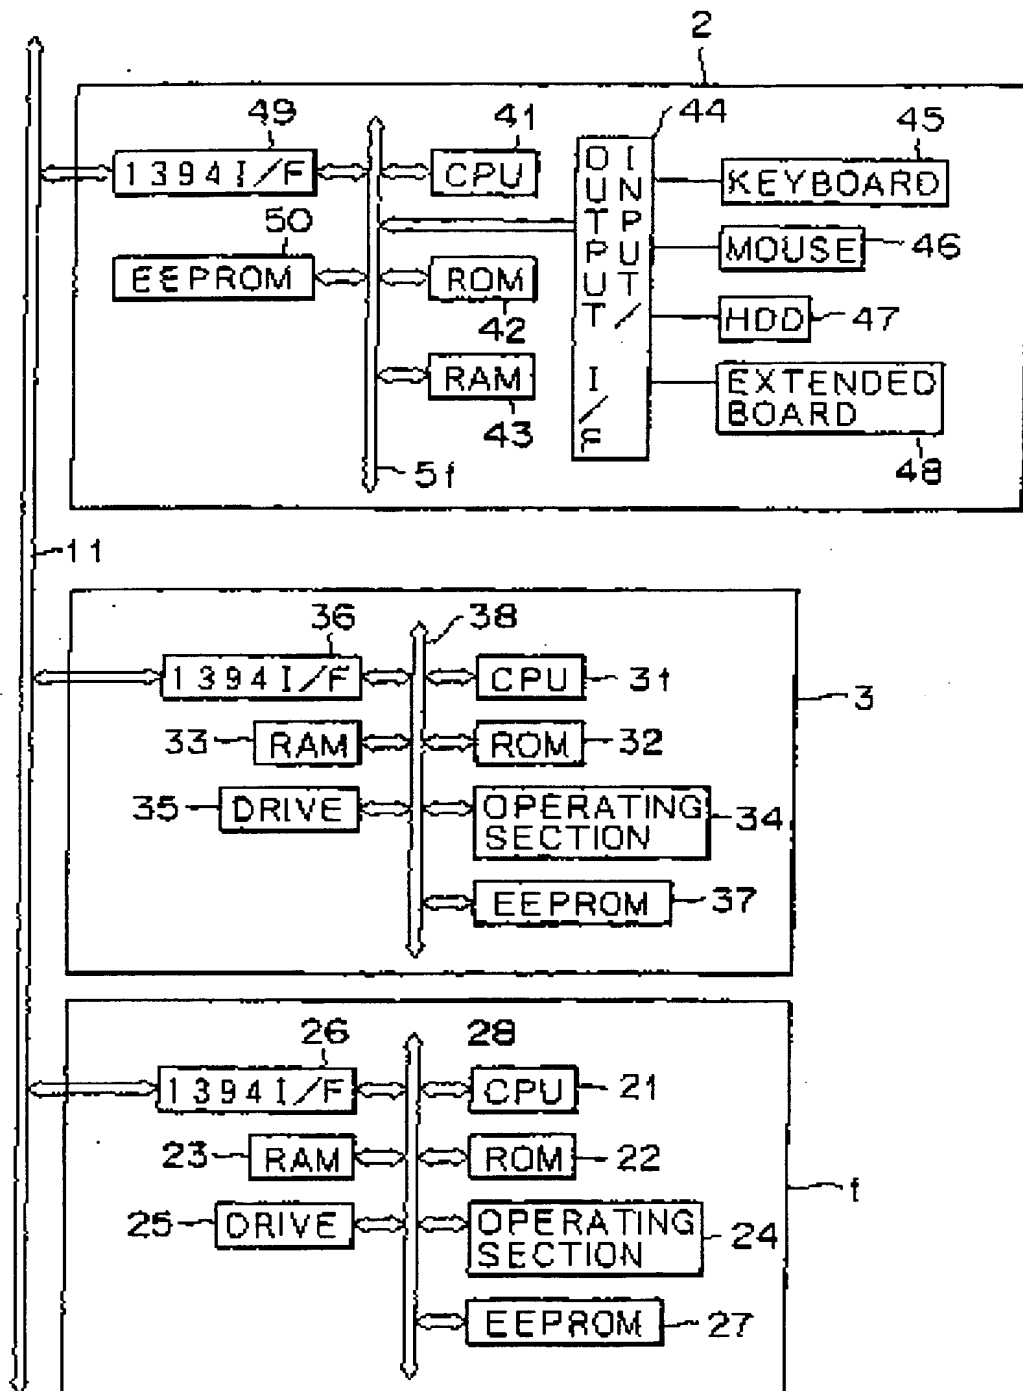 2
49
41
44
45
1394I/F
CPU
INPUT/
OUTPUT I/F
KEYBOARD
50
MOUSE
46
EEPROM
ROM
42
HDD
47
RAM
43
EXTENDED
BOARD
48
51
11
36
38
1394I/F
CPU
31
3
33
RAM
ROM
32
35
DRIVE
OPERATING
SECTION
34
EEPROM
37
26
28
1394I/F
CPU
21
23
RAM
ROM
22
1
25
DRIVE
OPERATING
SECTION
24
EEPROM
27